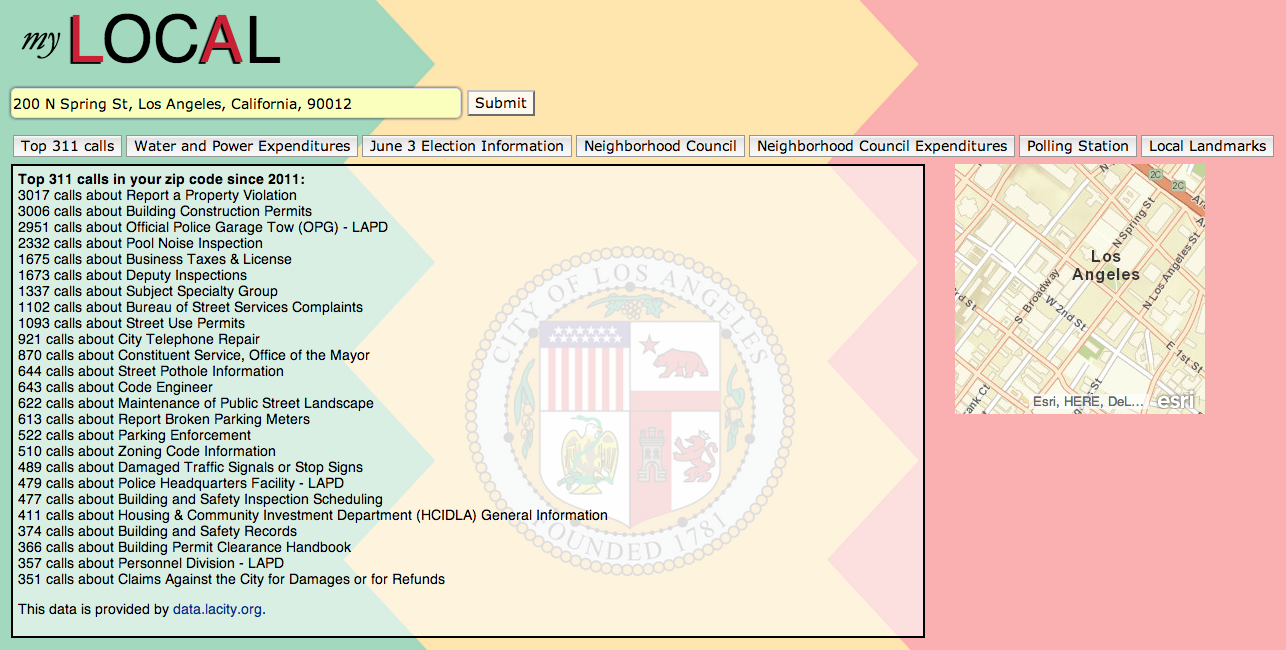 my LOCAL
200 N Spring St, Los Angeles, California, 90012
Submit
Top 311 calls
Water and Power Expenditures
June 3 Election Information
Neighborhood Council
Neighborhood Council Expenditures
Polling Station
Local Landmarks
Top 311 calls in your zip code since 2011:
3017 calls about Report a Property Violation
3006 calls about Building Construction Permits
2951 calls about Official Police Garage Tow (OPG) - LAPD
2332 calls about Pool Noise Inspection
1675 calls about Business Taxes & License
1673 calls about Deputy Inspections
1337 calls about Subject Specialty Group
1102 calls about Bureau of Street Services Complaints
1093 calls about Street Use Permits
921 calls about City Telephone Repair
870 calls about Constituent Service, Office of the Mayor
644 calls about Street Pothole Information
643 calls about Code Engineer
622 calls about Maintenance of Public Street Landscape
613 calls about Report Broken Parking Meters
522 calls about Parking Enforcement
510 calls about Zoning Code Information
489 calls about Damaged Traffic Signals or Stop Signs
479 calls about Police Headquarters Facility - LAPD
477 calls about Building and Safety Inspection Scheduling
411 calls about Housing & Community Investment Department (HCIDLA) General Information
374 calls about Building and Safety Records
366 calls about Building Permit Clearance Handbook
357 calls about Personnel Division - LAPD
351 calls about Claims Against the City for Damages or for Refunds
This data is provided by data.lacity.org.
CITY OF LOS ANGELES
FOUNDED 1781
2C
2C
N Spring St
Los
Angeles
N Los Angeles St
S Broadway
W 2nd St
3rd St
E 1st St
Esri, HERE, DeL...
esri